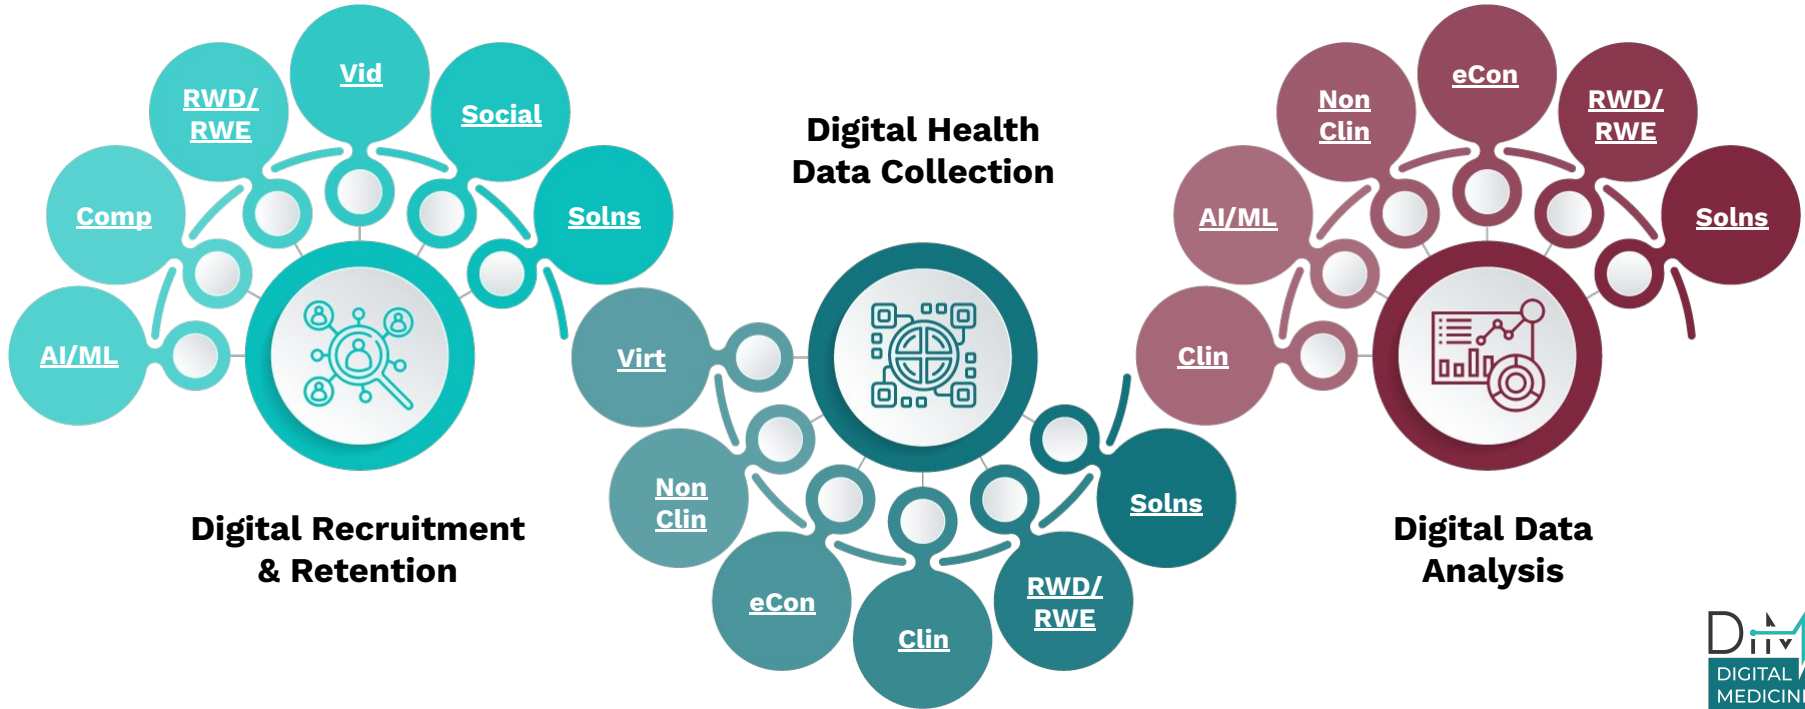 AI/ML
Comp
RWD/
RWE
Vid
Social
Solns
Digital Recruitment
& Retention
Digital Health
Data Collection
Virt
Non
Clin
eCon
Clin
RWD/
RWE
Solns
Clin
AI/ML
Non
Clin
eCon
RWD/
RWE
Solns
Digital Data
Analysis
DiM
DIGITAL
MEDICIN